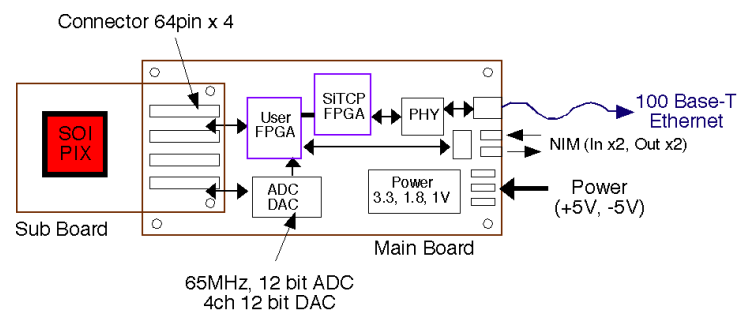 Connector 64pin x 4
SOI
PIX
User
FPGA
SiTCP
FPGA
PHY
100 Base-T
Ethernet
NIM (In x2, Out x2)
ADC
DAC
Power
3.3, 1.8, 1V
Power
(+5V, -5V)
Sub Board
Main Board
65MHz, 12 bit ADC
4ch 12 bit DAC